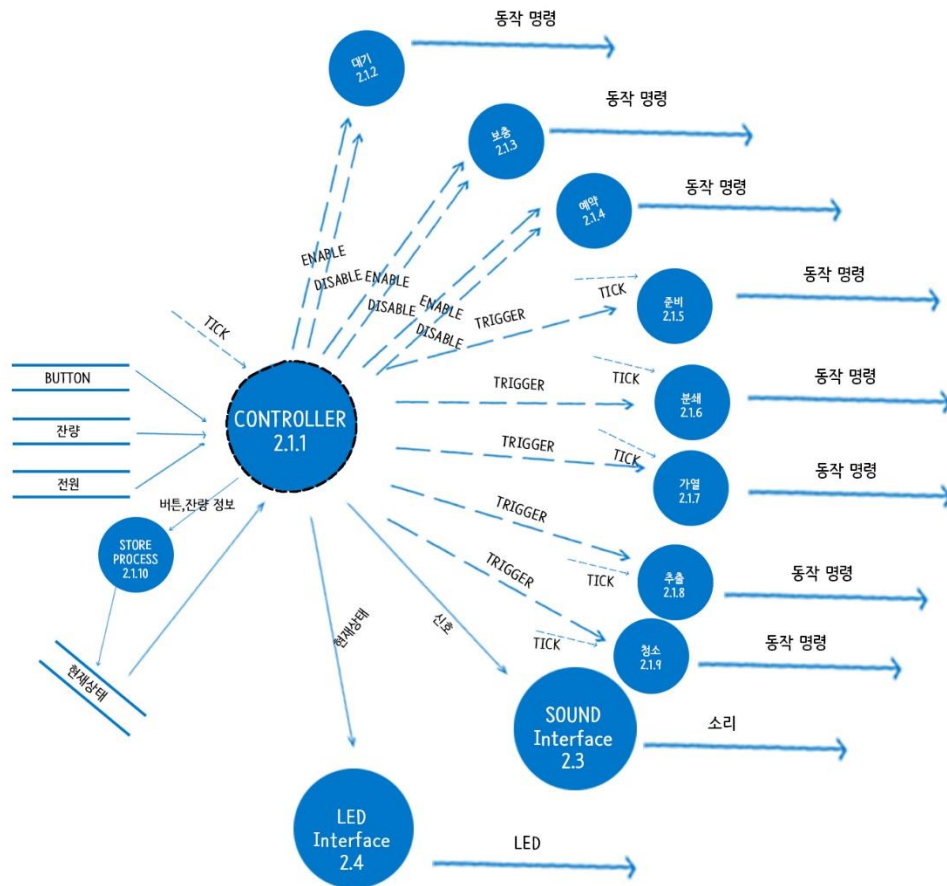 동작 명령
대기
2.1.2
동작 명령
보충
2.1.3
동작 명령
예약
2.1.4
동작 명령
ENABLE
DISABLE
ENABLE
DISABLE
ENABLE
DISABLE
TRIGGER
TICK
준비
2.1.5
TICK
BUTTON
잔량
전원
CONTROLLER
2.1.1
TRIGGER
TICK
분쇄
2.1.6
동작 명령
TRIGGER
TICK
가열
2.1.7
동작 명령
버튼,잔량 정보
STORE
PROCESS
2.1.10
현재상태
TRIGGER
TICK
추출
2.1.8
동작 명령
TRIGGER
TICK
청소
2.1.9
동작 명령
현재상태
신호
SOUND
Interface
2.3
소리
LED
Interface
2.4
LED